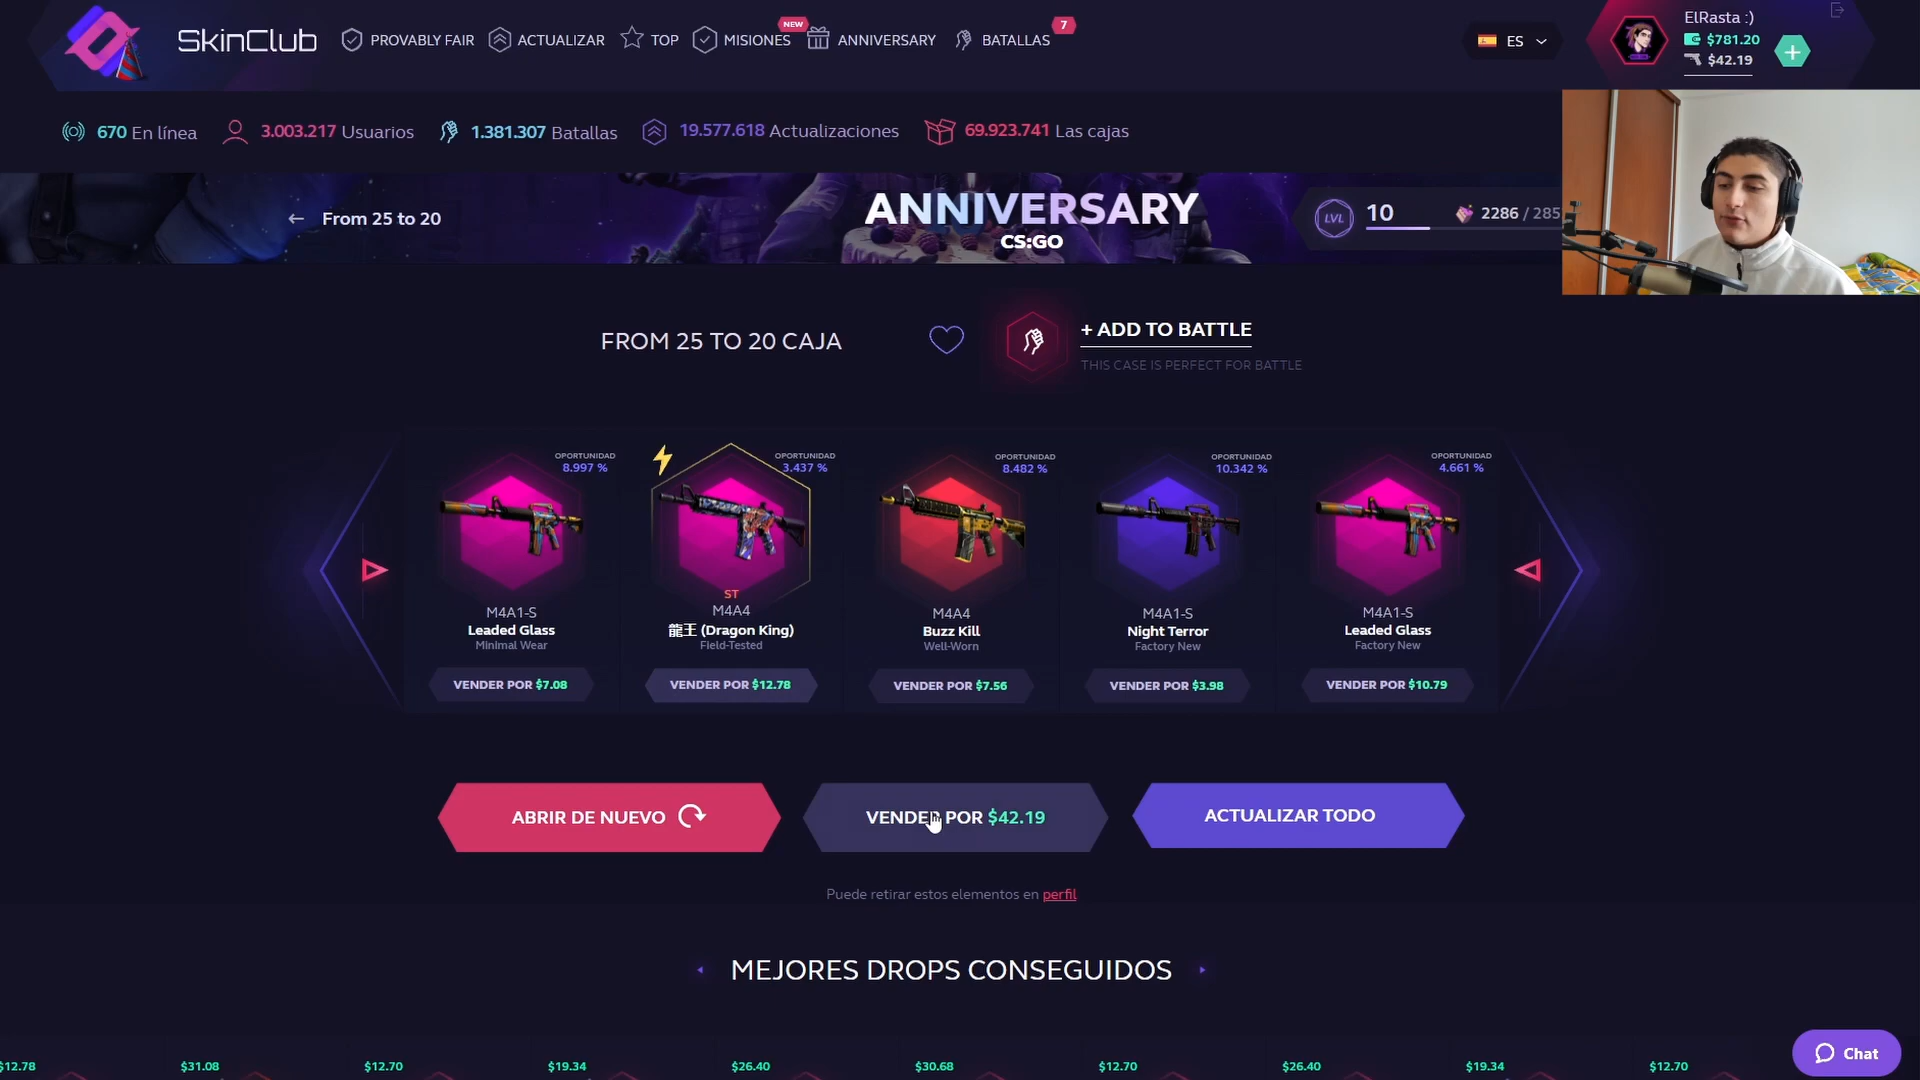 SkinClub
PROVABLY FAIR
ACTUALIZAR
TOP
MISIONES
NEW
ANNIVERSARY
BATALLAS
7
ES
ElRasta :)
$781.20
$42.19
670 En línea
3.003.217 Usuarios
1.381.307 Batallas
19.577.618 Actualizaciones
69.923.741 Las cajas
← From 25 to 20
ANNIVERSARY
CS:GO
LVL
10
2286 / 285
FROM 25 TO 20 CAJA
+ ADD TO BATTLE
THIS CASE IS PERFECT FOR BATTLE
OPORTUNIDAD
8.997 %
M4A1-S
Leaded Glass
Minimal Wear
VENDER POR $7.08
OPORTUNIDAD
3.437 %
ST
M4A4
龍王 (Dragon King)
Field-Tested
VENDER POR $12.78
OPORTUNIDAD
8.482 %
M4A4
Buzz Kill
Well-Worn
VENDER POR $7.56
OPORTUNIDAD
10.342 %
M4A1-S
Night Terror
Factory New
VENDER POR $3.98
OPORTUNIDAD
4.661 %
M4A1-S
Leaded Glass
Factory New
VENDER POR $10.79
ABRIR DE NUEVO
VENDER POR $42.19
ACTUALIZAR TODO
Puede retirar estos elementos en perfil
MEJORES DROPS CONSEGUIDOS
$12.78
$31.08
$12.70
$19.34
$26.40
$30.68
$12.70
$26.40
$19.34
$12.70
Chat